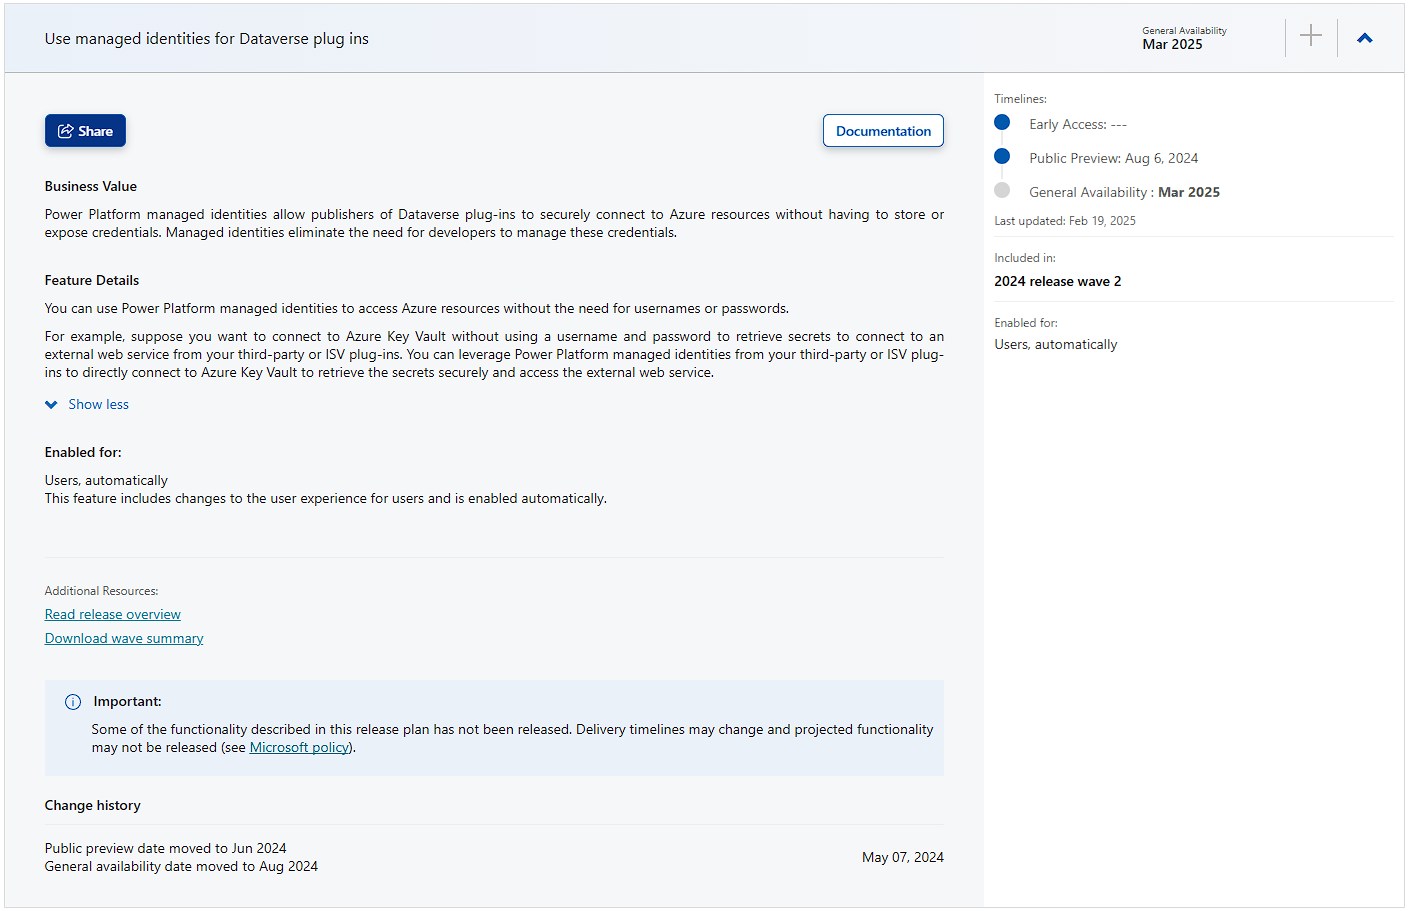 Use managed identities for Dataverse plug ins
General Availability
Mar 2025
Share
Documentation
Business Value
Power Platform managed identities allow publishers of Dataverse plug-ins to securely connect to Azure resources without having to store or
expose credentials. Managed identities eliminate the need for developers to manage these credentials.
Feature Details
You can use Power Platform managed identities to access Azure resources without the need for usernames or passwords.
For example, suppose you want to connect to Azure Key Vault without using a username and password to retrieve secrets to connect to an
external web service from your third-party or ISV plug-ins. You can leverage Power Platform managed identities from your third-party or ISV plug-
ins to directly connect to Azure Key Vault to retrieve the secrets securely and access the external web service.
Show less
Enabled for:
Users, automatically
This feature includes changes to the user experience for users and is enabled automatically.
Additional Resources:
Read release overview
Download wave summary
Important:
Some of the functionality described in this release plan has not been released. Delivery timelines may change and projected functionality
may not be released (see Microsoft policy).
Change history
Public preview date moved to Jun 2024
General availability date moved to Aug 2024
May 07, 2024
Timelines:
Early Access: ---
Public Preview: Aug 6, 2024
General Availability : Mar 2025
Last updated: Feb 19, 2025
Included in:
2024 release wave 2
Enabled for:
Users, automatically